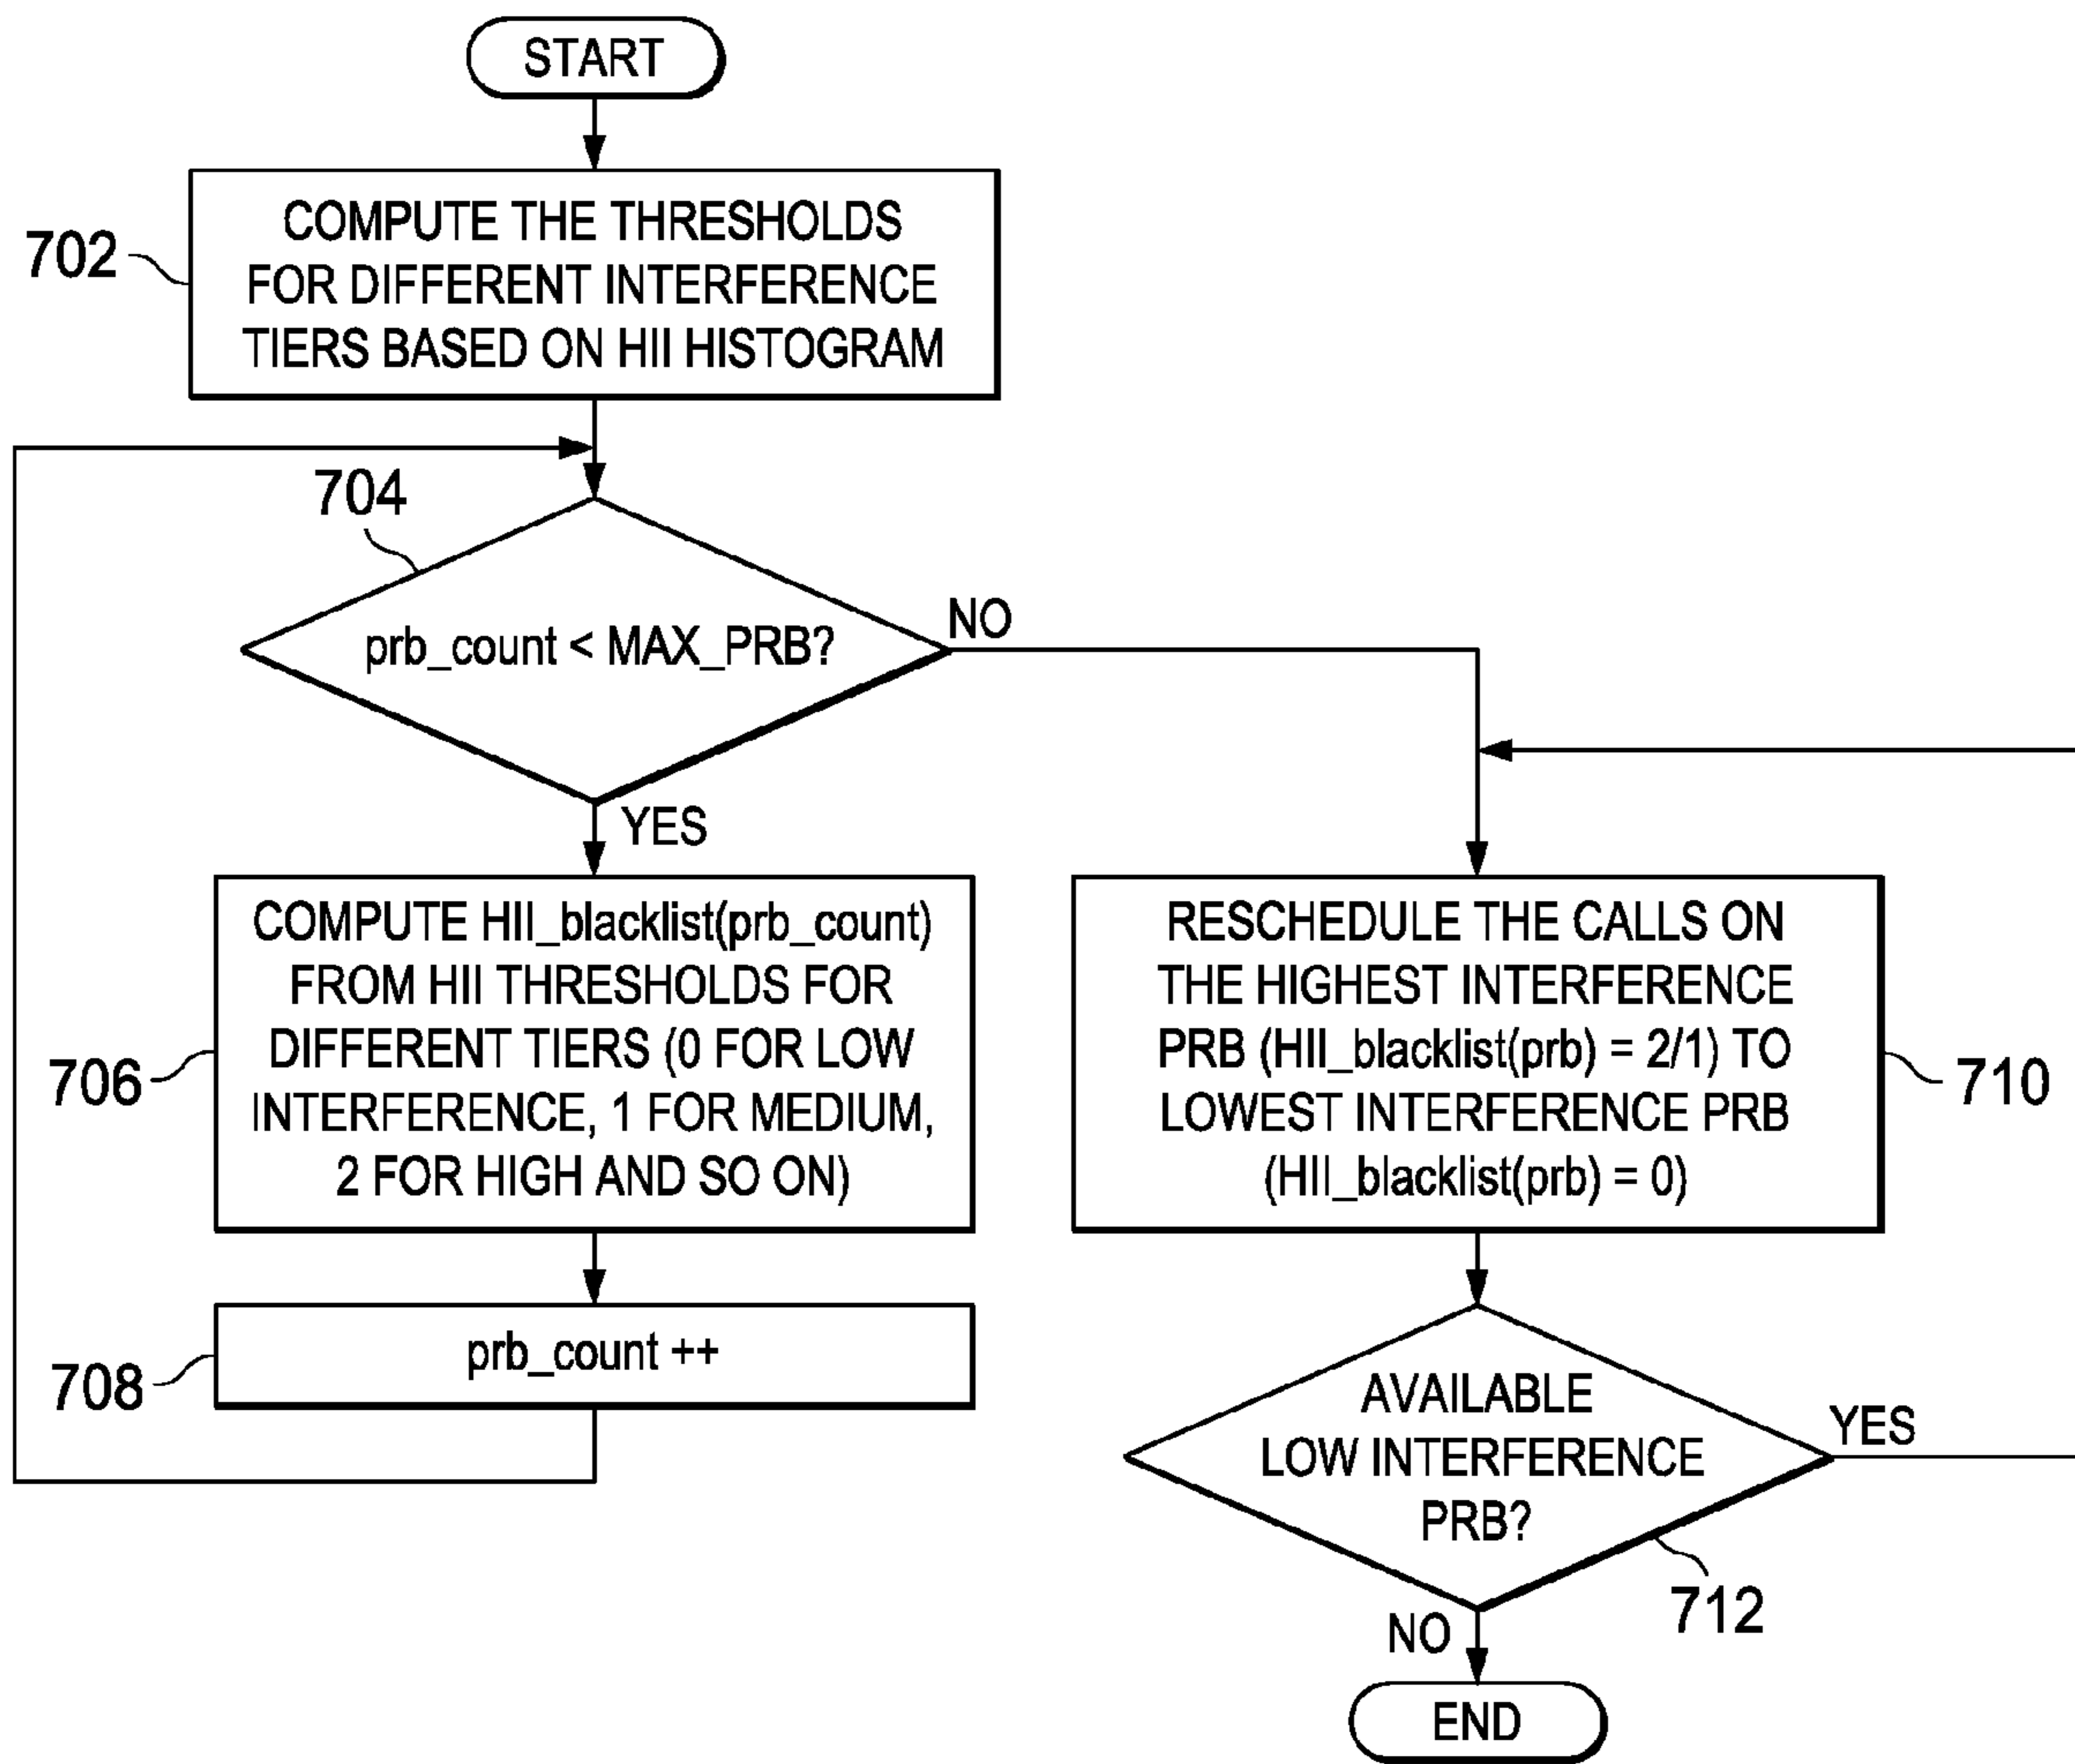 START
702
COMPUTE THE THRESHOLDS
FOR DIFFERENT INTERFERENCE
TIERS BASED ON HII HISTOGRAM
704
prb_count < MAX_PRB?
NO
YES
706
COMPUTE HII_blacklist(prb_count)
FROM HII THRESHOLDS FOR
DIFFERENT TIERS (0 FOR LOW
INTERFERENCE, 1 FOR MEDIUM,
2 FOR HIGH AND SO ON)
708
prb_count ++
RESCHEDULE THE CALLS ON
THE HIGHEST INTERFERENCE
PRB (HII_blacklist(prb) = 2/1) TO
LOWEST INTERFERENCE PRB
(HII_blacklist(prb) = 0)
710
AVAILABLE
LOW INTERFERENCE
PRB?
YES
712
NO
END